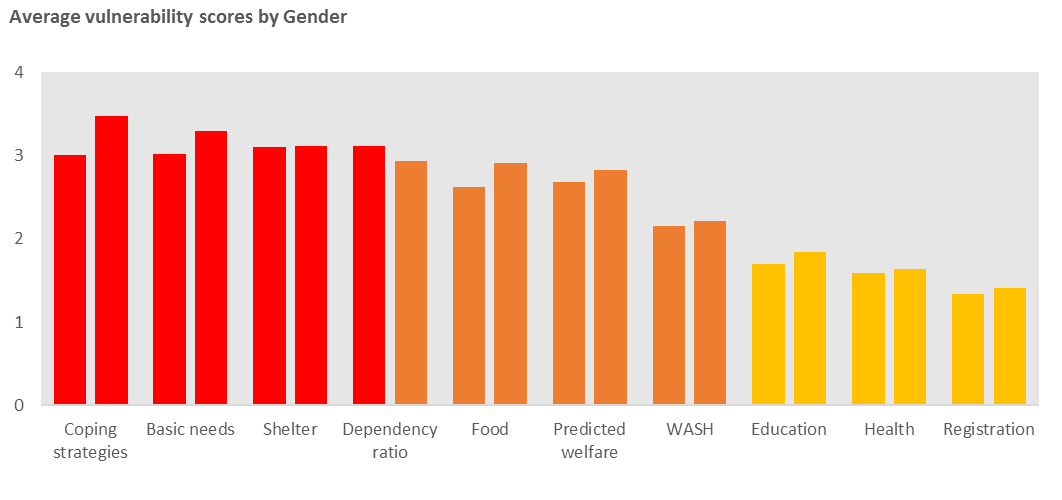 Average vulnerability scores by Gender
4
3
2
1
0
Coping
strategies
Basic needs
Shelter
Dependency
ratio
Food
Predicted
welfare
WASH
Education
Health
Registration